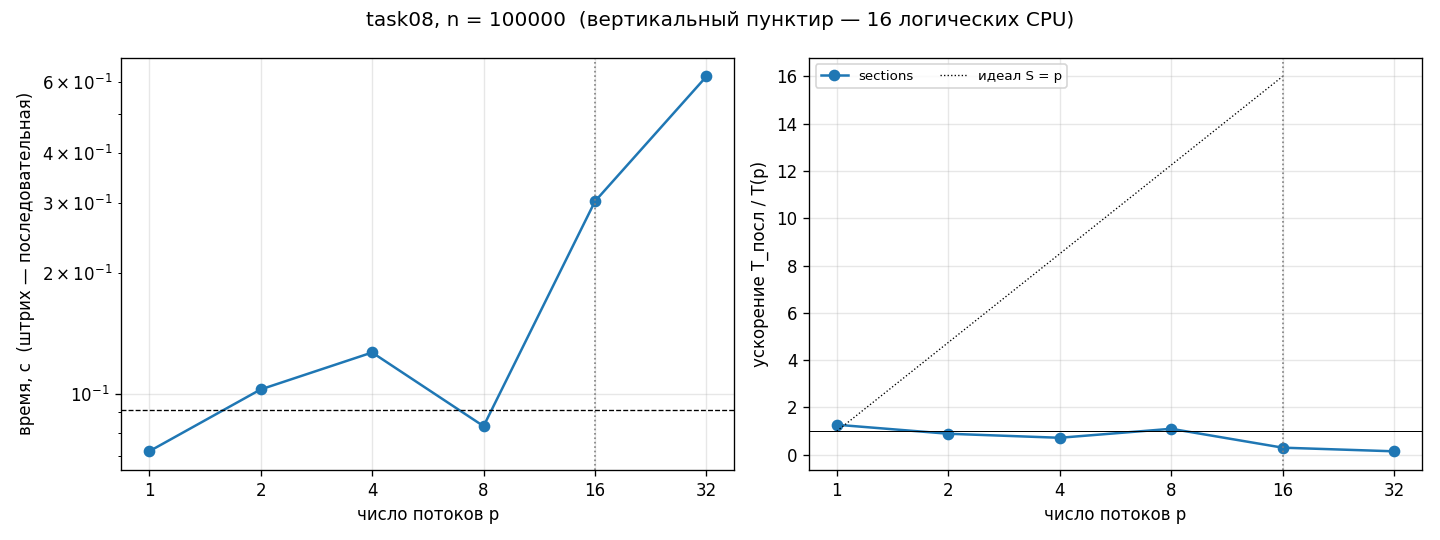 task08, n = 100000  (вертикальный пунктир — 16 логических CPU)
время, с  (штрих — последовательная)
6 × 10⁻¹
4 × 10⁻¹
3 × 10⁻¹
2 × 10⁻¹
10⁻¹
1 2 4 8 16 32
число потоков p
ускорение T_посл / T(p)
sections идеал S = p
16
14
12
10
8
6
4
2
0
1 2 4 8 16 32
число потоков p